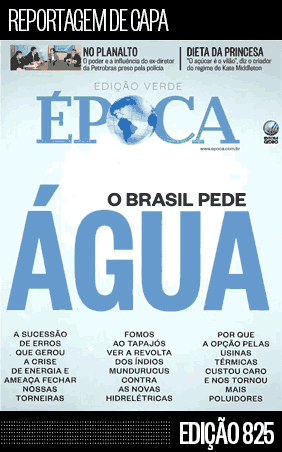 REPORTAGEM DE CAPA
NO PLANALTO
O poder e a influência do ex-diretor
da Petrobras preso pela polícia
DIETA DA PRINCESA
"O açúcar é o vilão", diz o criador
do regime de Kate Middleton
EDIÇÃO VERDE
ÉPOCA
www.epoca.com.br
EDITORA
GLOBO
O BRASIL PEDE
ÁGUA
A SUCESSÃO
DE ERROS
QUE GEROU
A CRISE
DE ENERGIA E
AMEAÇA FECHAR
NOSSAS
TORNEIRAS
FOMOS
AO TAPAJÓS
VER A REVOLTA
DOS ÍNDIOS
MUNDURUCUS
CONTRA
AS NOVAS
HIDRELÉTRICAS
POR QUE
A OPÇÃO PELAS
USINAS
TÉRMICAS
CUSTOU CARO
E NOS TORNOU
MAIS
POLUIDORES
EDIÇÃO 825